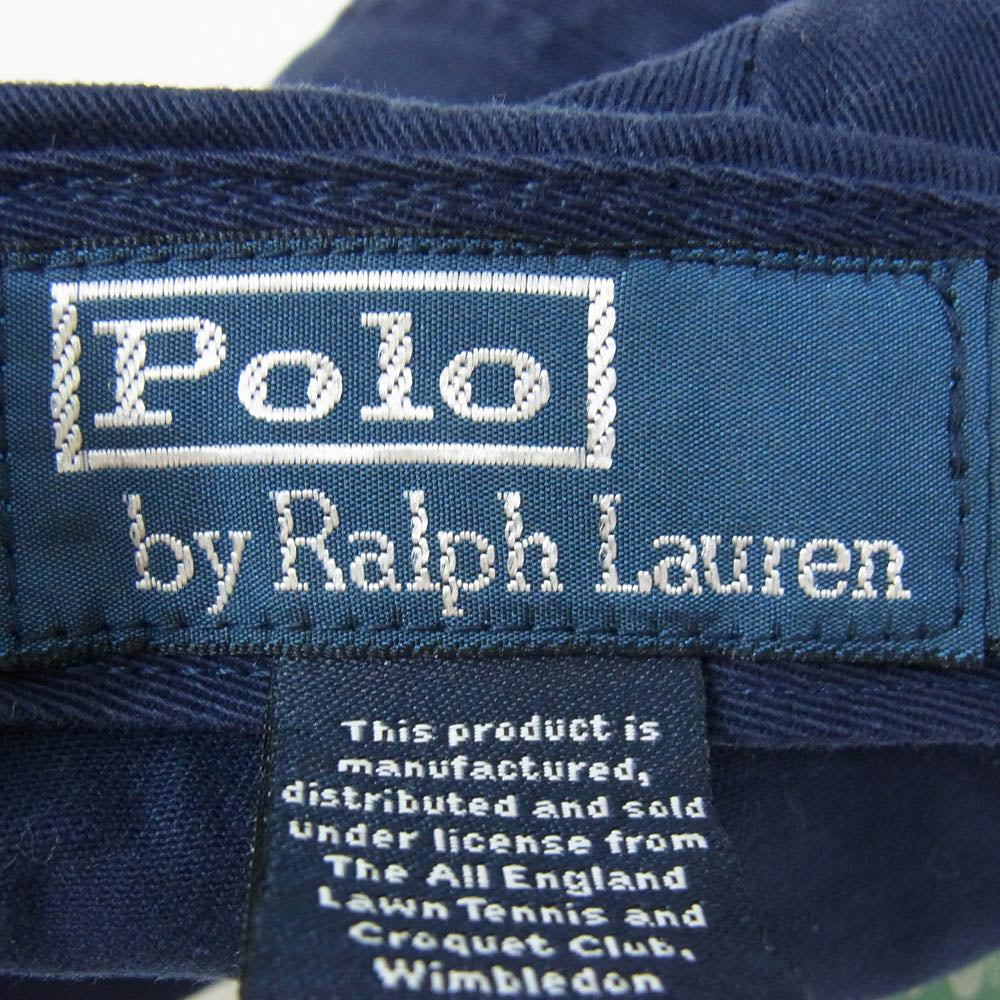 Polo
by Ralph Lauren
This product is
manufactured,
distributed and sold
under license from
The All England
Lawn Tennis and
Croquet Club,
Wimbledon